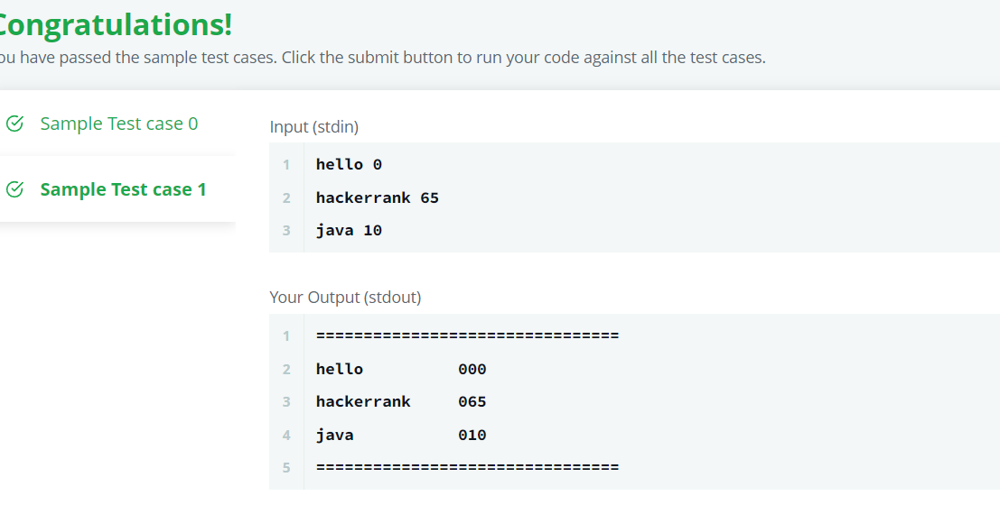 Congratulations!
ou have passed the sample test cases. Click the submit button to run your code against all the test cases.
Sample Test case 0
Sample Test case 1
Input (stdin)
1 hello 0
2 hackerrank 65
3 java 10
Your Output (stdout)
1 ================================
2 hello          000
3 hackerrank     065
4 java           010
5 ================================